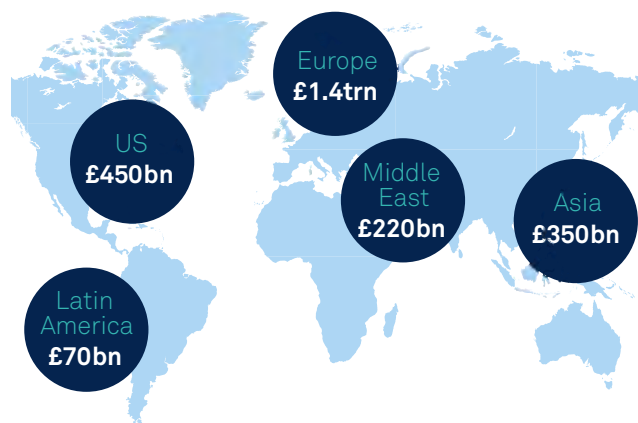 Europe
£1.4trn
US
£450bn
Middle
East
£220bn
Asia
£350bn
Latin
America
£70bn